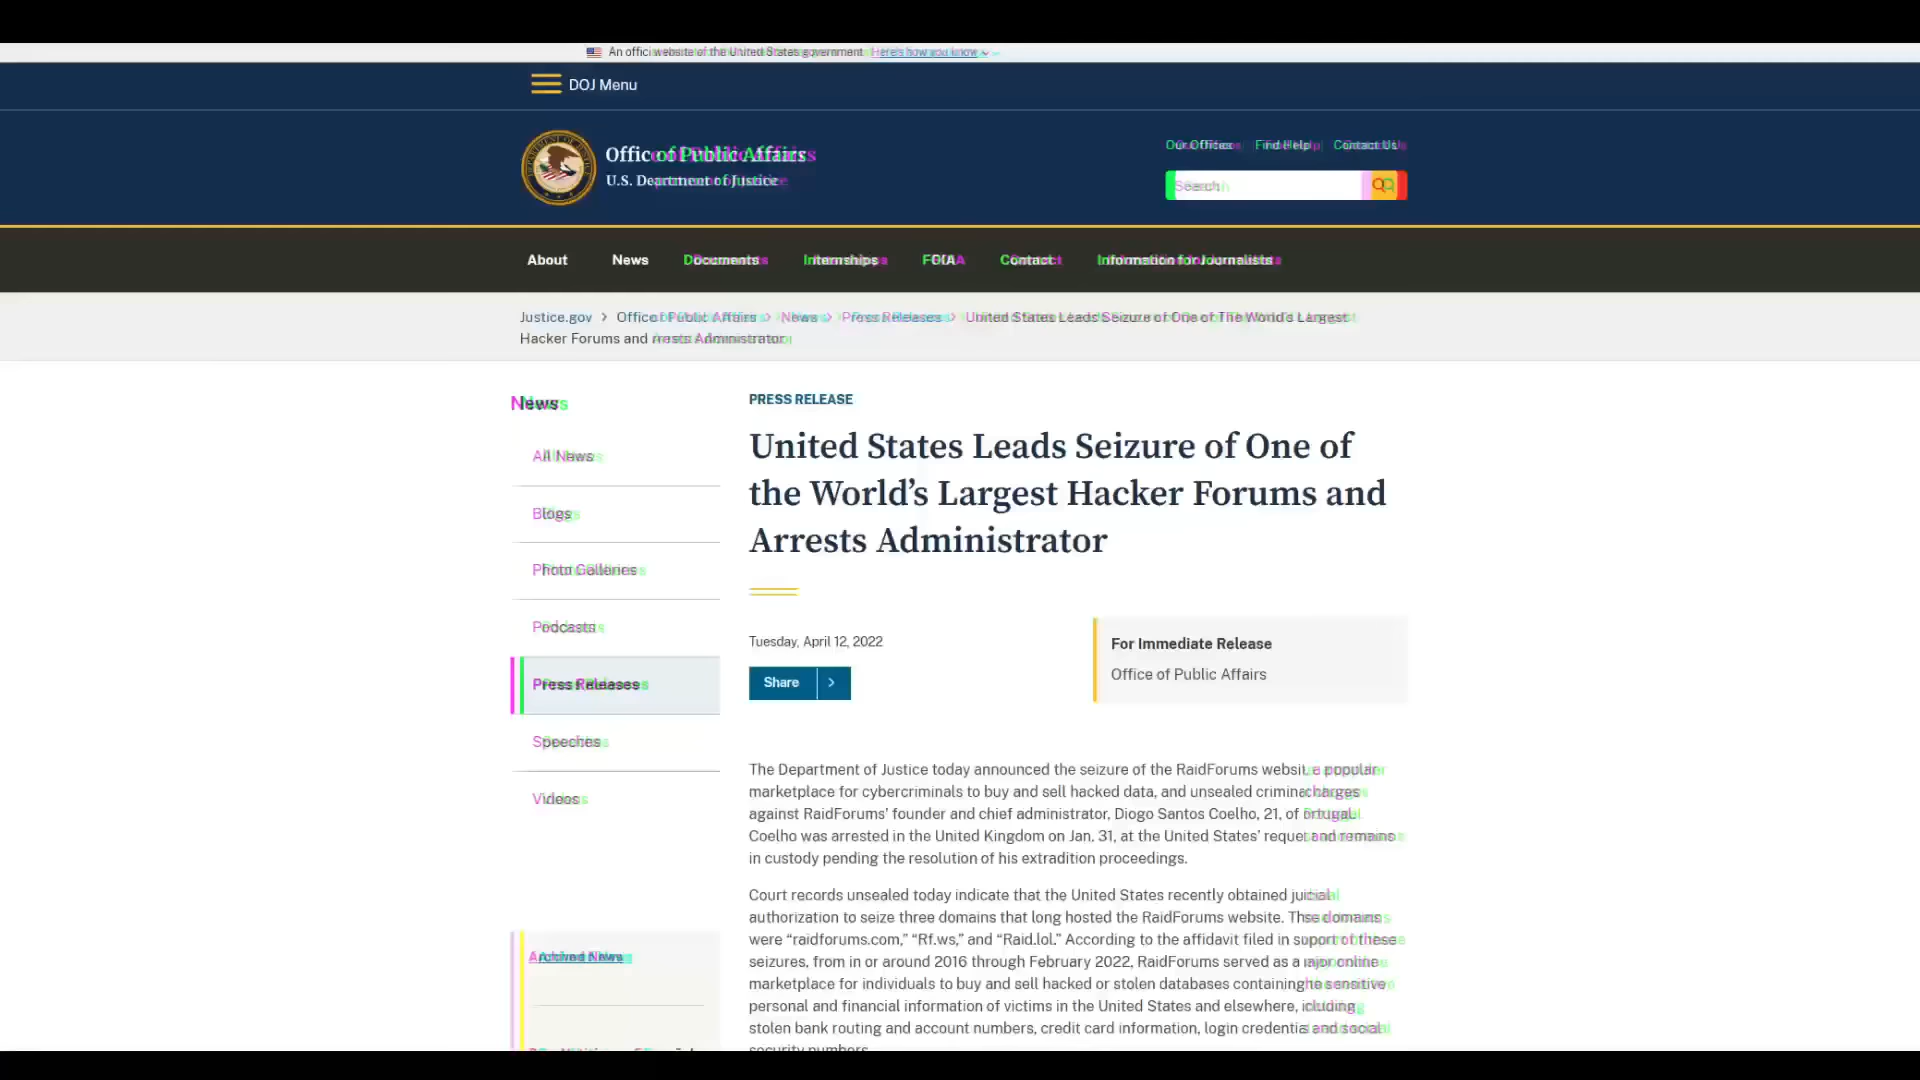 An official website of the United States government Here's how you know
DOJ Menu
Office of Public Affairs
U.S. Department of Justice
Our Offices Find Help Contact Us
Search
About News Documents Internships FOIA Contact Information for Journalists
Justice.gov > Office of Public Affairs > News > Press Releases > United States Leads Seizure of One of The World's Largest
Hacker Forums and Arrests Administrator
News
All News
Blogs
Photo Galleries
Podcasts
Press Releases
Speeches
Videos
Archived News
PRESS RELEASE
United States Leads Seizure of One of
the World’s Largest Hacker Forums and
Arrests Administrator
Tuesday, April 12, 2022
Share >
For Immediate Release
Office of Public Affairs
The Department of Justice today announced the seizure of the RaidForums website, a popular
marketplace for cybercriminals to buy and sell hacked data, and unsealed criminal charges
against RaidForums’ founder and chief administrator, Diogo Santos Coelho, 21, of Portugal.
Coelho was arrested in the United Kingdom on Jan. 31, at the United States’ request and remains
in custody pending the resolution of his extradition proceedings.
Court records unsealed today indicate that the United States recently obtained judicial
authorization to seize three domains that long hosted the RaidForums website. These domains
were “raidforums.com,” “Rf.ws,” and “Raid.lol.” According to the affidavit filed in support of these
seizures, from in or around 2016 through February 2022, RaidForums served as a major online
marketplace for individuals to buy and sell hacked or stolen databases containing the sensitive
personal and financial information of victims in the United States and elsewhere, including
stolen bank routing and account numbers, credit card information, login credentials and social
security numbers.